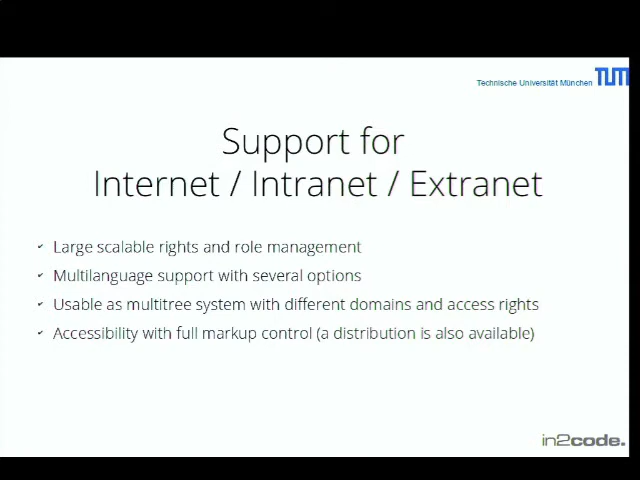 Technische Universität München TUM
Support for
Internet / Intranet / Extranet
✓ Large scalable rights and role management
✓ Multilanguage support with several options
✓ Usable as multitree system with different domains and access rights
✓ Accessibility with full markup control (a distribution is also available)
in2code.